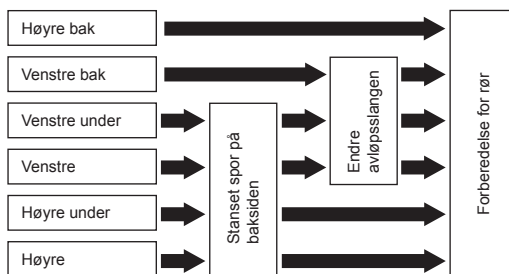 Høyre bak
Venstre bak
Venstre under
Venstre
Høyre under
Høyre
Stanset spor på
baksiden
Endre
avløpsslangen
Forberedelse for rør